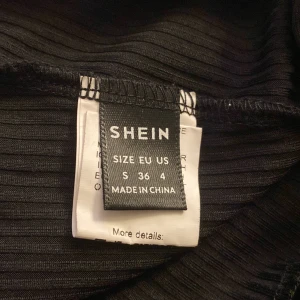 SHEIN
SIZE EU US
S 36 4
MADE IN CHINA
More details: